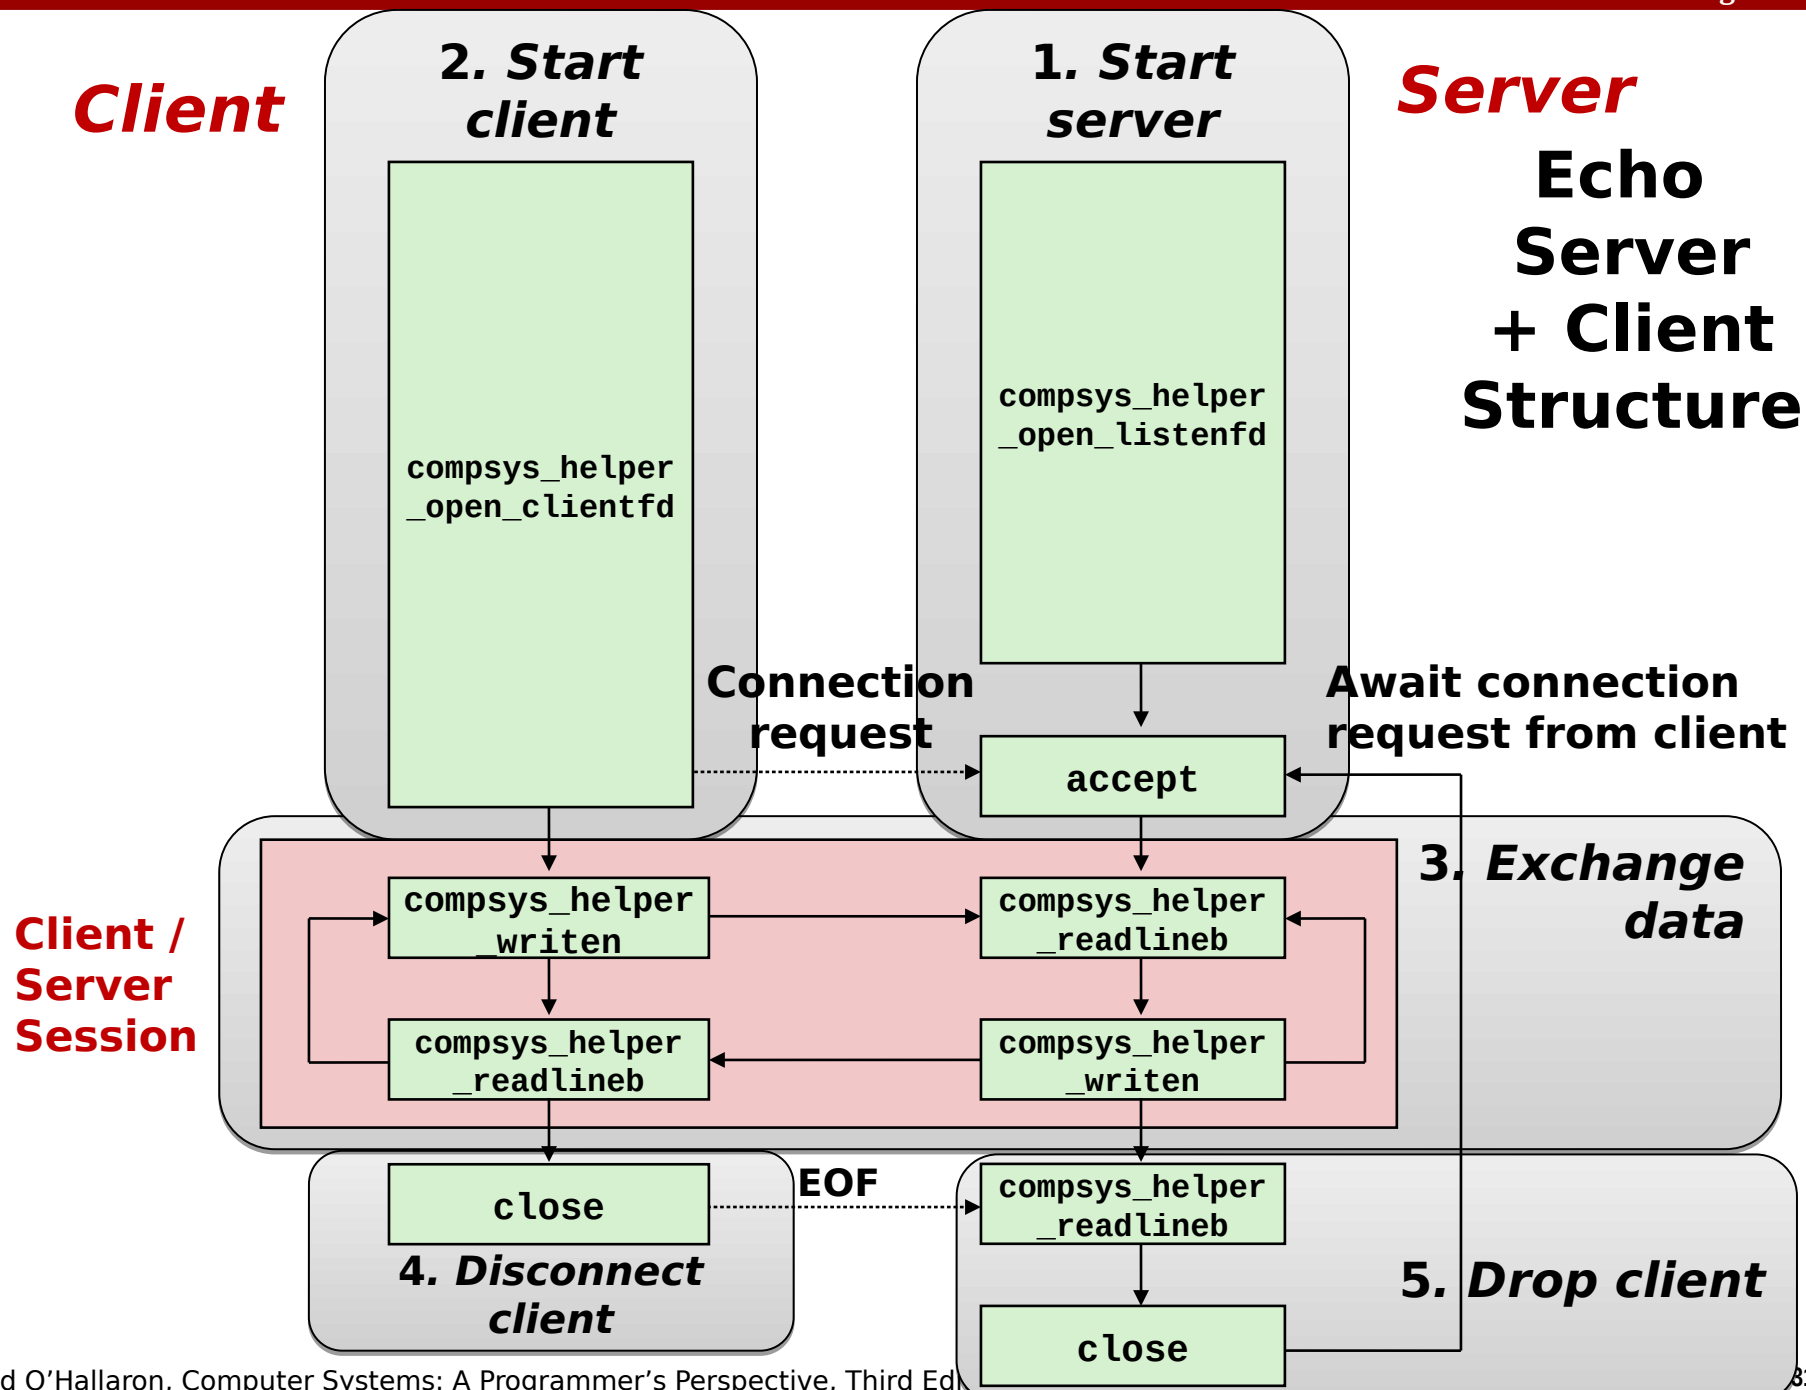 Client
2. Start
client
1. Start
server
Server
Echo
Server
+ Client
Structure
compsys_helper
_open_clientfd
compsys_helper
_open_listenfd
Connection
request
Await connection
request from client
accept
3. Exchange
data
Client /
Server
Session
compsys_helper
_writen
compsys_helper
_readlineb
compsys_helper
_readlineb
compsys_helper
_writen
close
EOF
compsys_helper
_readlineb
4. Disconnect
client
5. Drop client
close
d O’Hallaron, Computer Systems: A Programmer’s Perspective, Third Ed